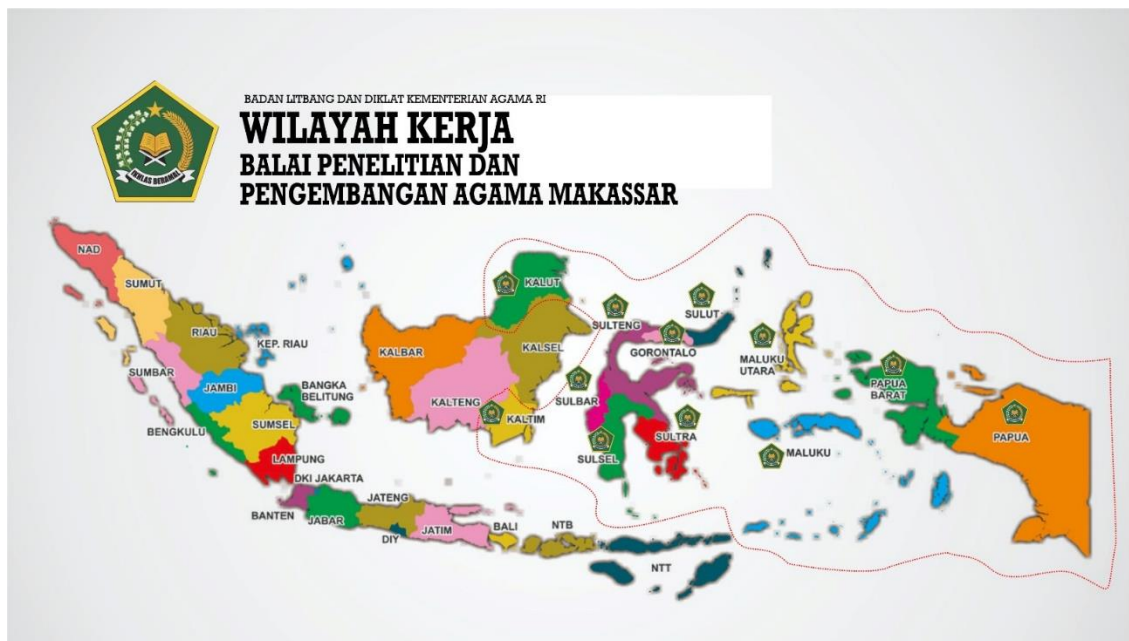 BADAN LITBANG DAN DIKLAT KEMENTERIAN AGAMA RI
WILAYAH KERJA
BALAI PENELITIAN DAN
PENGEMBANGAN AGAMA MAKASSAR
IKHLAS BERAMAL
NAD
SUMUT
RIAU
KEP. RIAU
SUMBAR
JAMBI
BANGKA
BELITUNG
BENGKULU
SUMSEL
LAMPUNG
DKI JAKARTA
BANTEN
JABAR
JATENG
DIY
JATIM
BALI
NTB
NTT
KALBAR
KALTENG
KALUT
KALSEL
KALTIM
SULTENG
SULUT
GORONTALO
SULBAR
SULSEL
SULTRA
MALUKU
UTARA
MALUKU
PAPUA
BARAT
PAPUA